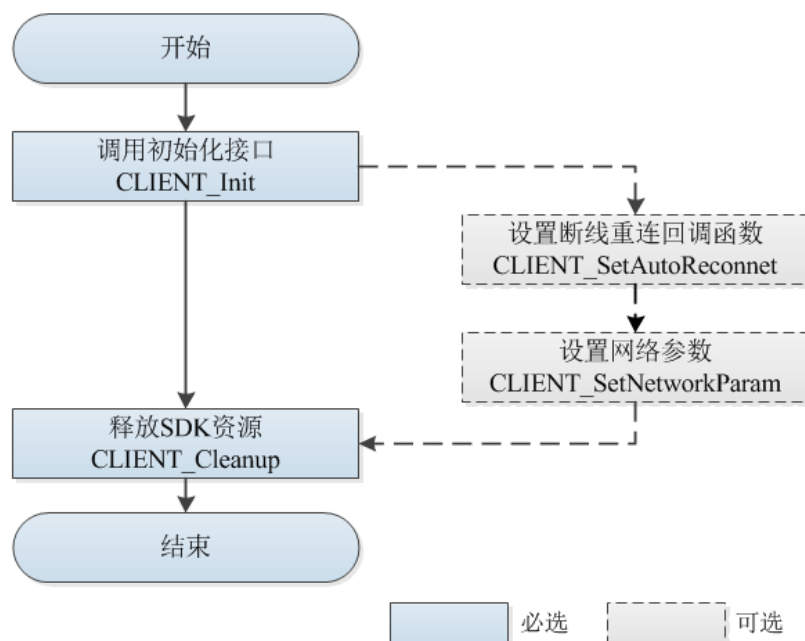 开始
调用初始化接口
CLIENT_Init
设置断线重连回调函数
CLIENT_SetAutoReconnet
设置网络参数
CLIENT_SetNetworkParam
释放SDK资源
CLIENT_Cleanup
结束
必选
可选